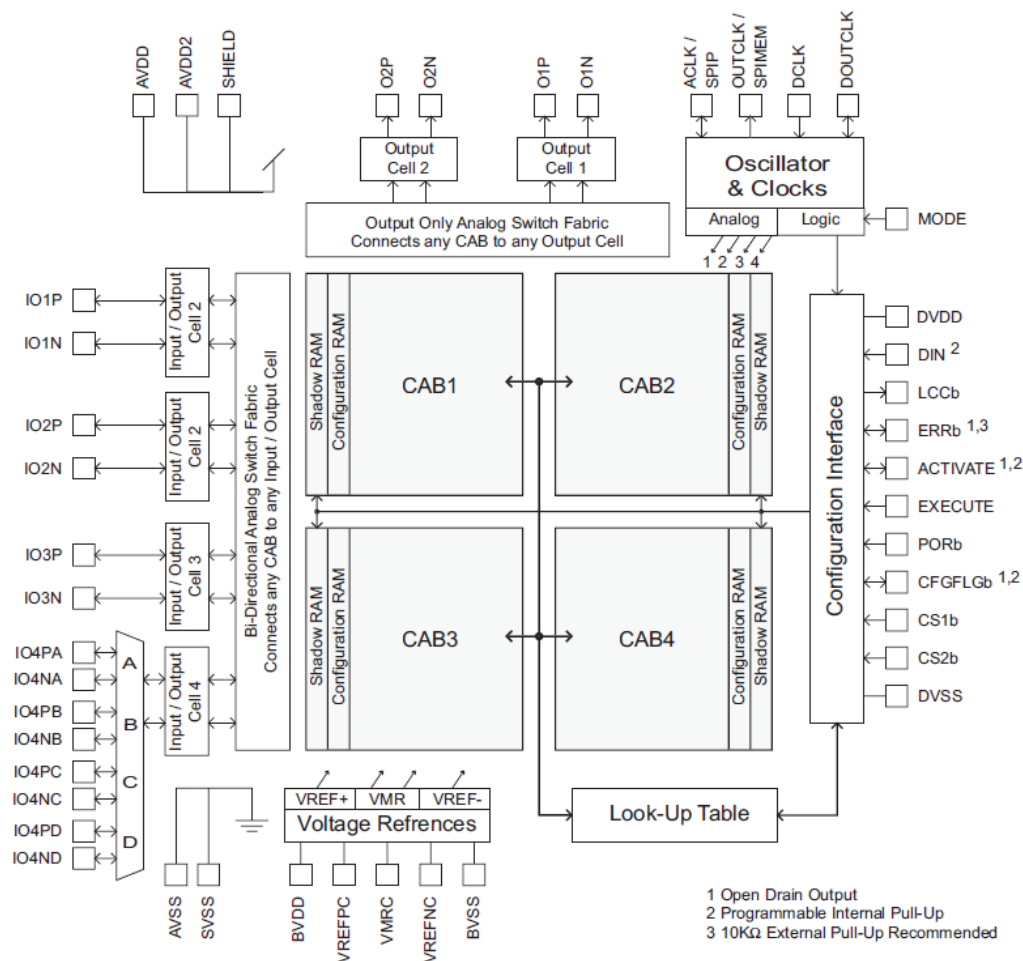 AVDD
AVDD2
SHIELD
O2P
O2N
O1P
O1N
ACLK /
SPIP
OUTCLK /
SPIMEM
DCLK
DOUTCLK
Output
Cell 2
Output
Cell 1
Oscillator
& Clocks
Analog
Logic
MODE
Output Only Analog Switch Fabric
Connects any CAB to any Output Cell
1 2 3 4
IO1P
IO1N
Input / Output
Cell 2
IO2P
IO2N
Input / Output
Cell 2
IO3P
IO3N
Input / Output
Cell 3
IO4PA
IO4NA
IO4PB
IO4NB
IO4PC
IO4NC
IO4PD
IO4ND
A
B
C
D
Input / Output
Cell 4
Bi-Directional Analog Switch Fabric
Connects any CAB to any Input / Output Cell
Shadow RAM
Configuration RAM
CAB1
CAB2
Configuration RAM
Shadow RAM
Shadow RAM
Configuration RAM
CAB3
CAB4
Configuration RAM
Shadow RAM
Configuration Interface
DVDD
DIN 2
LCCb
ERRb 1,3
ACTIVATE 1,2
EXECUTE
PORb
CFGFLGb 1,2
CS1b
CS2b
DVSS
AVSS
SVSS
VREF+
VMR
VREF-
Voltage Refrences
BVDD
VREFPC
VMRC
VREFNC
BVSS
Look-Up Table
1 Open Drain Output
2 Programmable Internal Pull-Up
3 10KΩ External Pull-Up Recommended